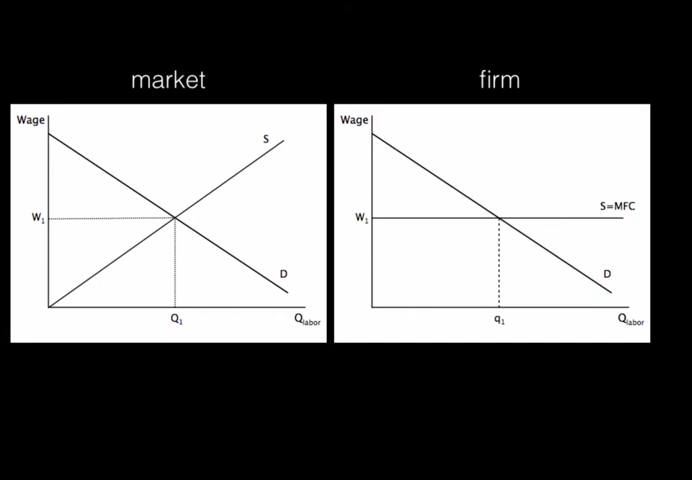 market
firm
Wage
S
W₁
D
Q₁
Qlabor
Wage
S=MFC
W₁
D
q₁
Qlabor